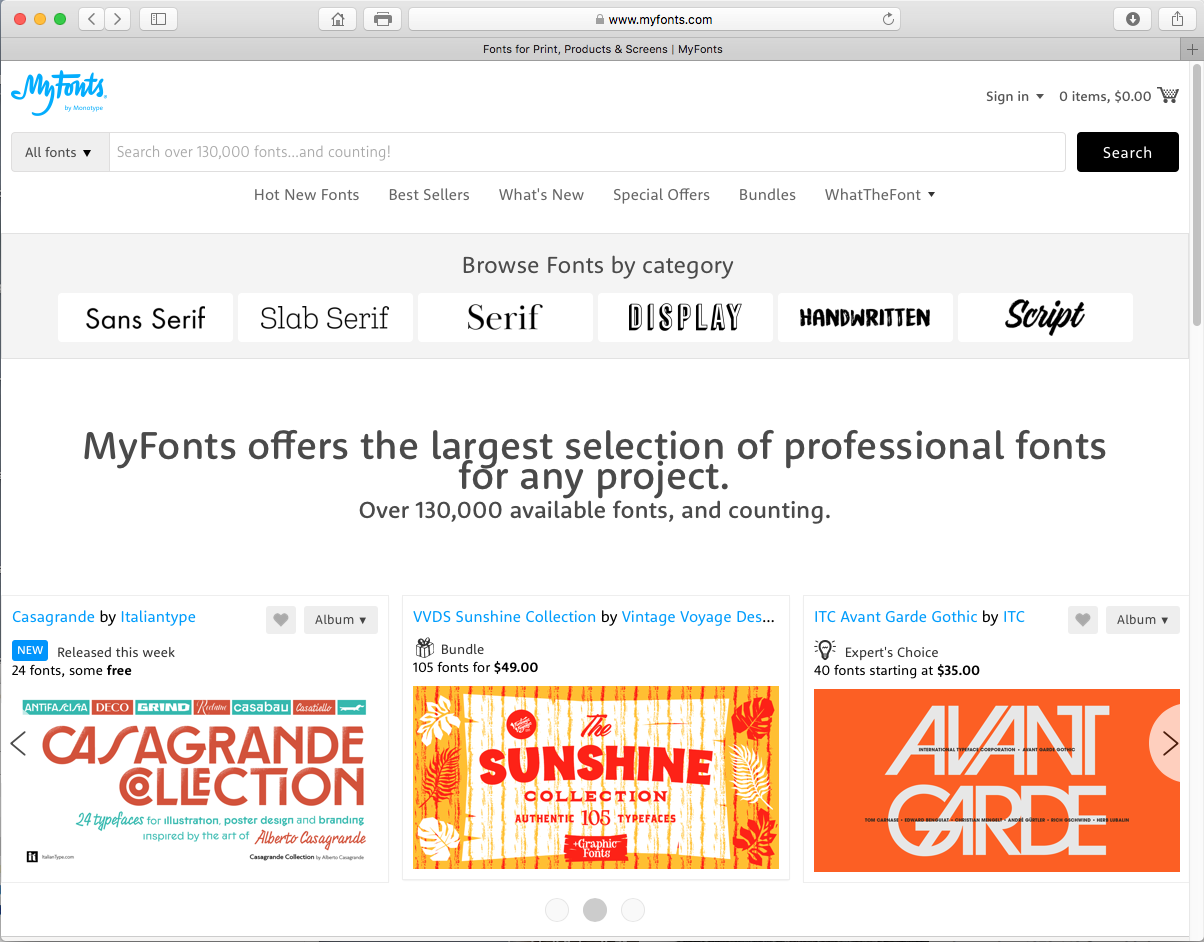 www.myfonts.com
Fonts for Print, Products & Screens | MyFonts
MyFonts
by Monotype
Sign in ▼ 0 items, $0.00
All fonts ▼ Search over 130,000 fonts...and counting! Search
Hot New Fonts Best Sellers What's New Special Offers Bundles WhatTheFont ▼
Browse Fonts by category
Sans Serif Slab Serif Serif DISPLAY HANDWRITTEN Script
MyFonts offers the largest selection of professional fonts
for any project.
Over 130,000 available fonts, and counting.
Casagrande by Italiantype Album ▼
NEW Released this week
24 fonts, some free
ANTIFASCISTA DECO GRIND Reclame casabau Casatiello
CASAGRANDE
COLLECTION
24 typefaces for illustration, poster design and branding
inspired by the art of Alberto Casagrande
ItalianType.com Casagrande Collection by Alberto Casagrande
VVDS Sunshine Collection by Vintage Voyage Des...
Bundle
105 fonts for $49.00
The
SUNSHINE
COLLECTION
AUTHENTIC 105 TYPEFACES
+Graphic
Fonts
ITC Avant Garde Gothic by ITC Album ▼
Expert's Choice
40 fonts starting at $35.00
AVANT
INTERNATIONAL TYPEFACE CORPORATION • AVANT GARDE GOTHIC
GARDE
TOM CARNASE • EDWARD BENGUIAT • CHRISTIAN MENGELT • ANDRÉ GÜRTLER • ERICH GSCHWIND • HERB LUBALIN